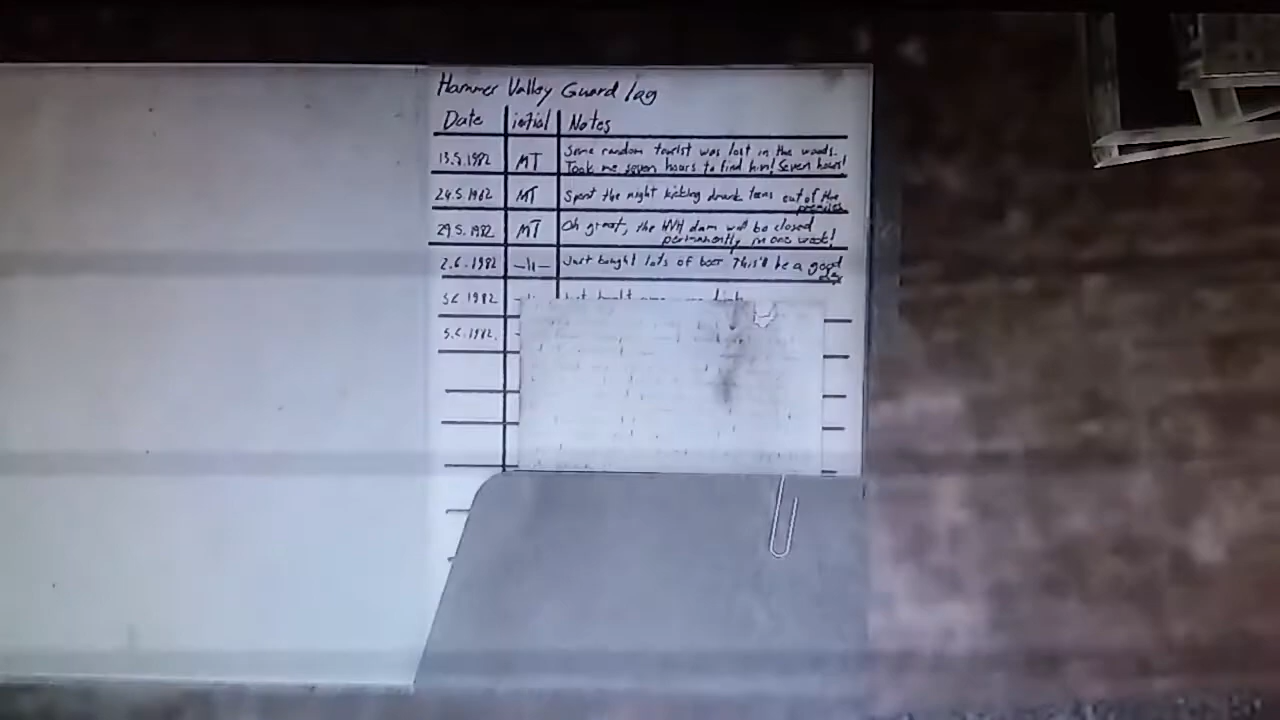 Hammer Valley Guard log
Date initial Notes
13.5.1982 MT Some random tourist was lost in the woods.
Took me seven hours to find him! Seven hours!
24.5.1982 MT Spent the night kicking drunk teens out of the
premises
29.5.1982 MT Oh great, the HVH dam will be closed
permanently in one week!
2.6.1982 -11- Just bought lots of beer This'll be a good
day
5.6.1982
5.6.1982.